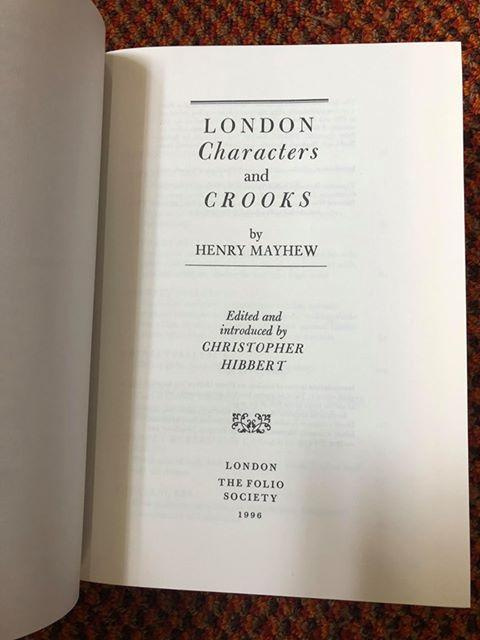 LONDON
Characters
and
CROOKS
by
HENRY MAYHEW
Edited and
introduced by
CHRISTOPHER
HIBBERT
LONDON
THE FOLIO
SOCIETY
1996